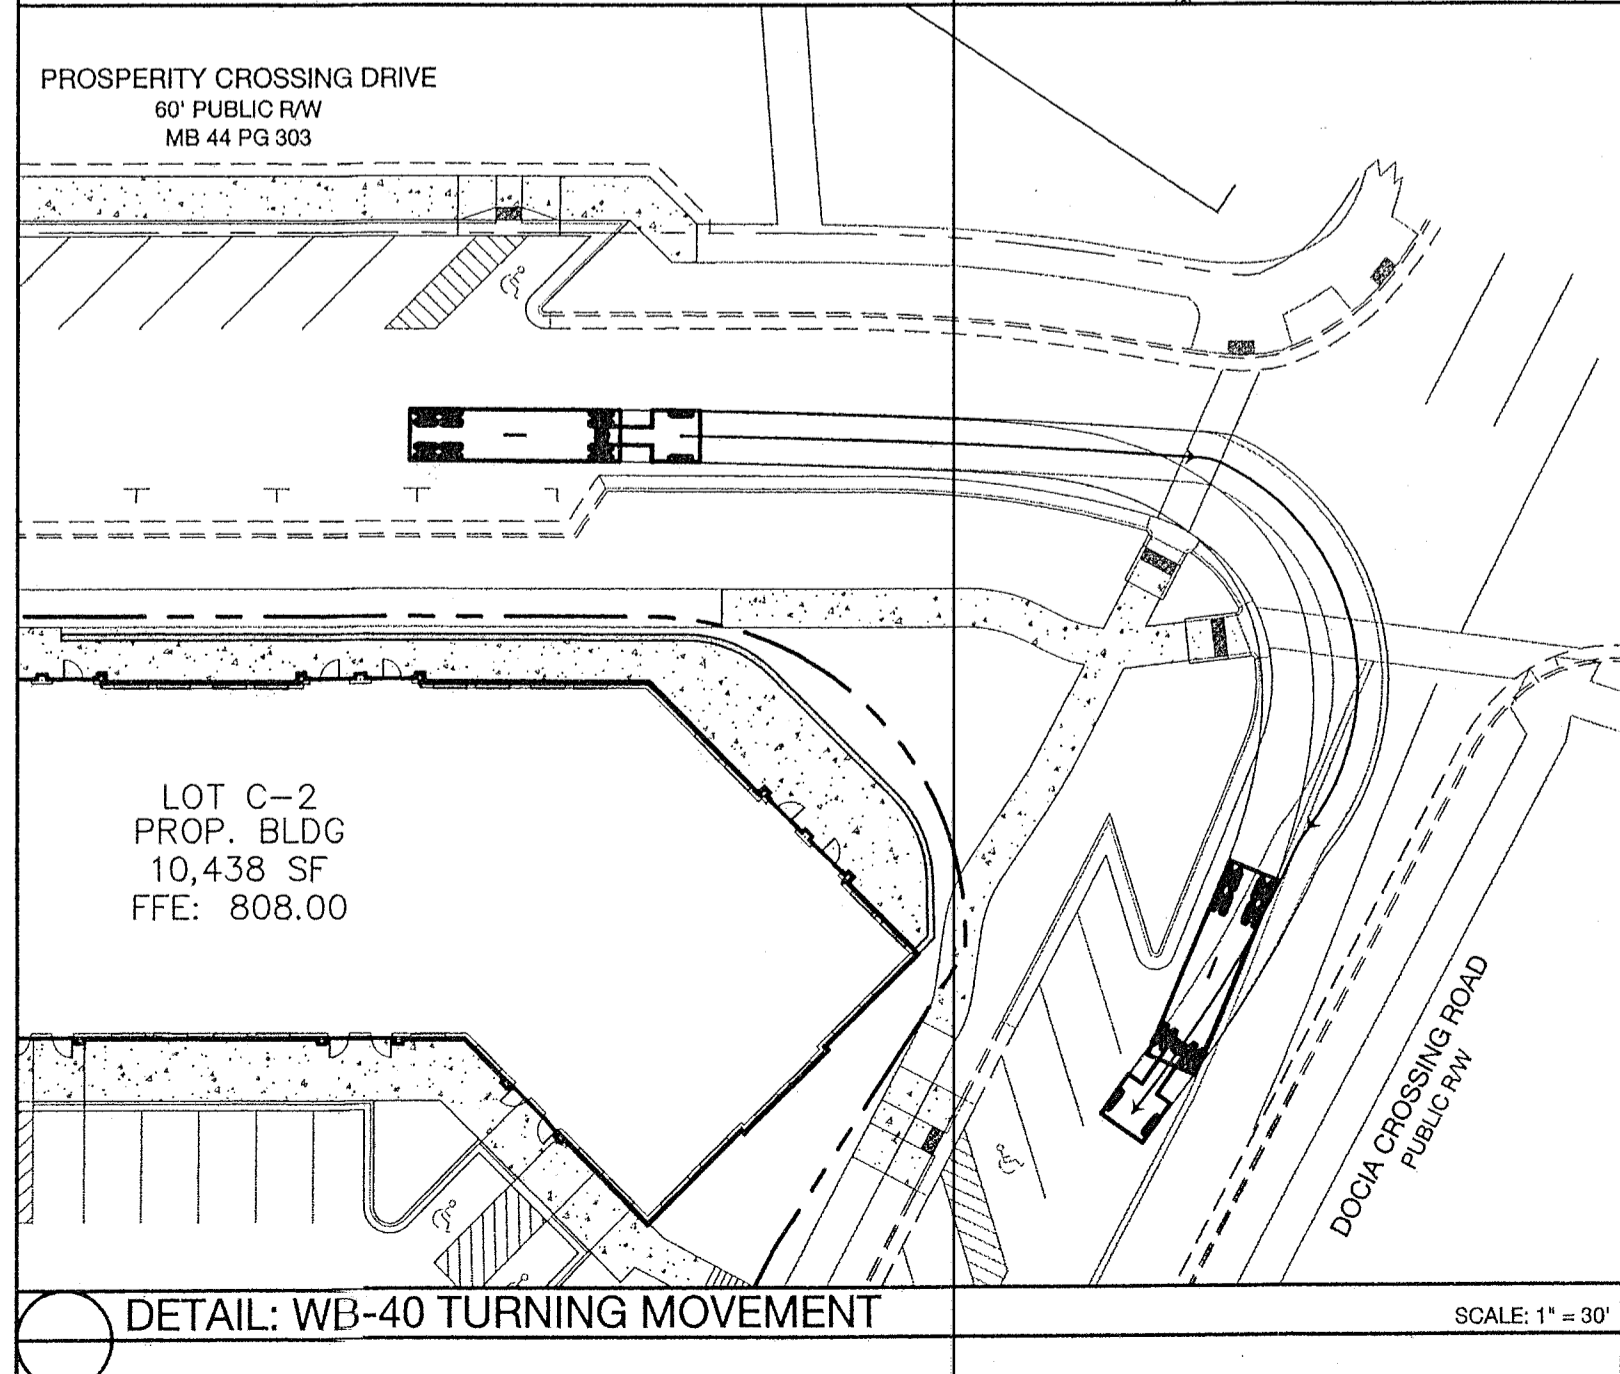 PROSPERITY CROSSING DRIVE
60' PUBLIC R/W
MB 44 PG 303
LOT C-2
PROP. BLDG
10,438 SF
FFE: 808.00
DOCIA CROSSING ROAD
PUBLIC R/W
DETAIL: WB-40 TURNING MOVEMENT
SCALE: 1" = 30'